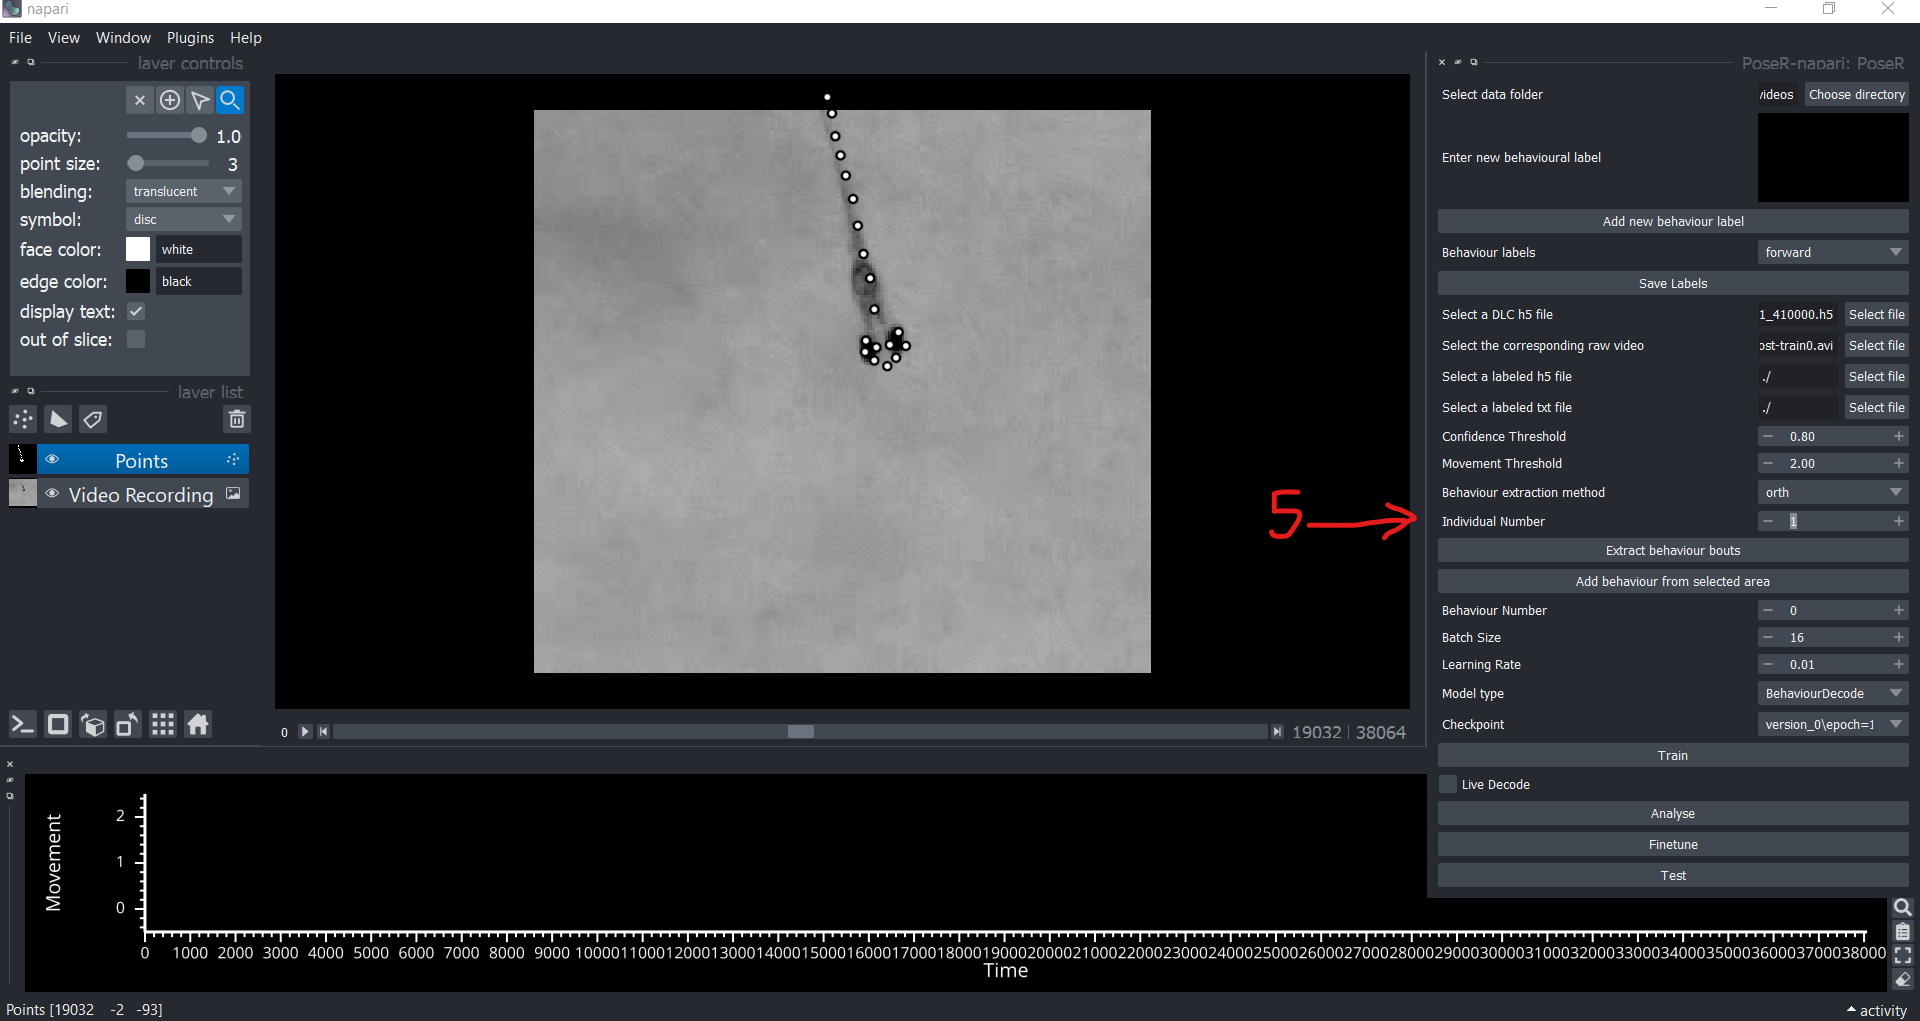 napari
File View Window Plugins Help
layer controls
opacity: 1.0
point size: 3
blending: translucent
symbol: disc
face color: white
edge color: black
display text:
out of slice:
layer list
Points
Video Recording
0 19032 38064
5
PoseR-napari: PoseR
Select data folder /ideos Choose directory
Enter new behavioural label
Add new behaviour label
Behaviour labels forward
Save Labels
Select a DLC h5 file 1_410000.h5 Select file
Select the corresponding raw video ost-train0.avi Select file
Select a labeled h5 file ./ Select file
Select a labeled txt file ./ Select file
Confidence Threshold 0.80
Movement Threshold 2.00
Behaviour extraction method orth
Individual Number 1
Extract behaviour bouts
Add behaviour from selected area
Behaviour Number 0
Batch Size 16
Learning Rate 0.01
Model type BehaviourDecode
Checkpoint version_0\epoch=1
Train
Live Decode
Analyse
Finetune
Test
Movement
2
1
0
0 1000 2000 3000 4000 5000 6000 7000 8000 9000 10000 11000 12000 13000 14000 15000 16000 17000 18000 19000 20000 21000 22000 23000 24000 25000 26000 27000 28000 29000 30000 31000 32000 33000 34000 35000 36000 37000 38000
Time
Points [19032 -2 -93]
activity